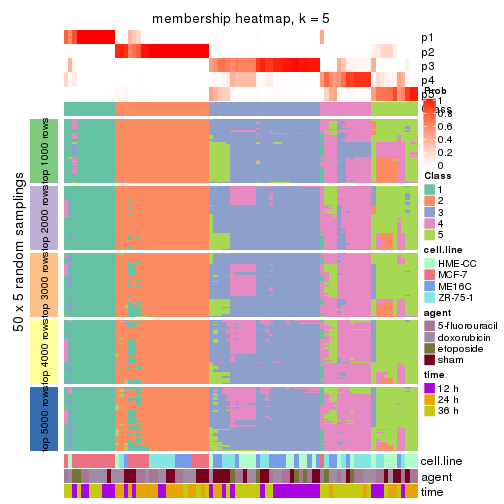 membership heatmap, k = 5
p1
p2
p3
p4
p5
Prob
1
0.8
0.6
0.4
0.2
0
Class
Class
1
2
3
4
5
cell.line
HME-CC
MCF-7
ME16C
ZR-75-1
agent
5-fluorouracil
doxorubicin
etoposide
sham
time
12 h
24 h
36 h
50 x 5 random samplings
top 1000 rows
top 2000 rows
top 3000 rows
top 4000 rows
top 5000 rows
cell.line
agent
time